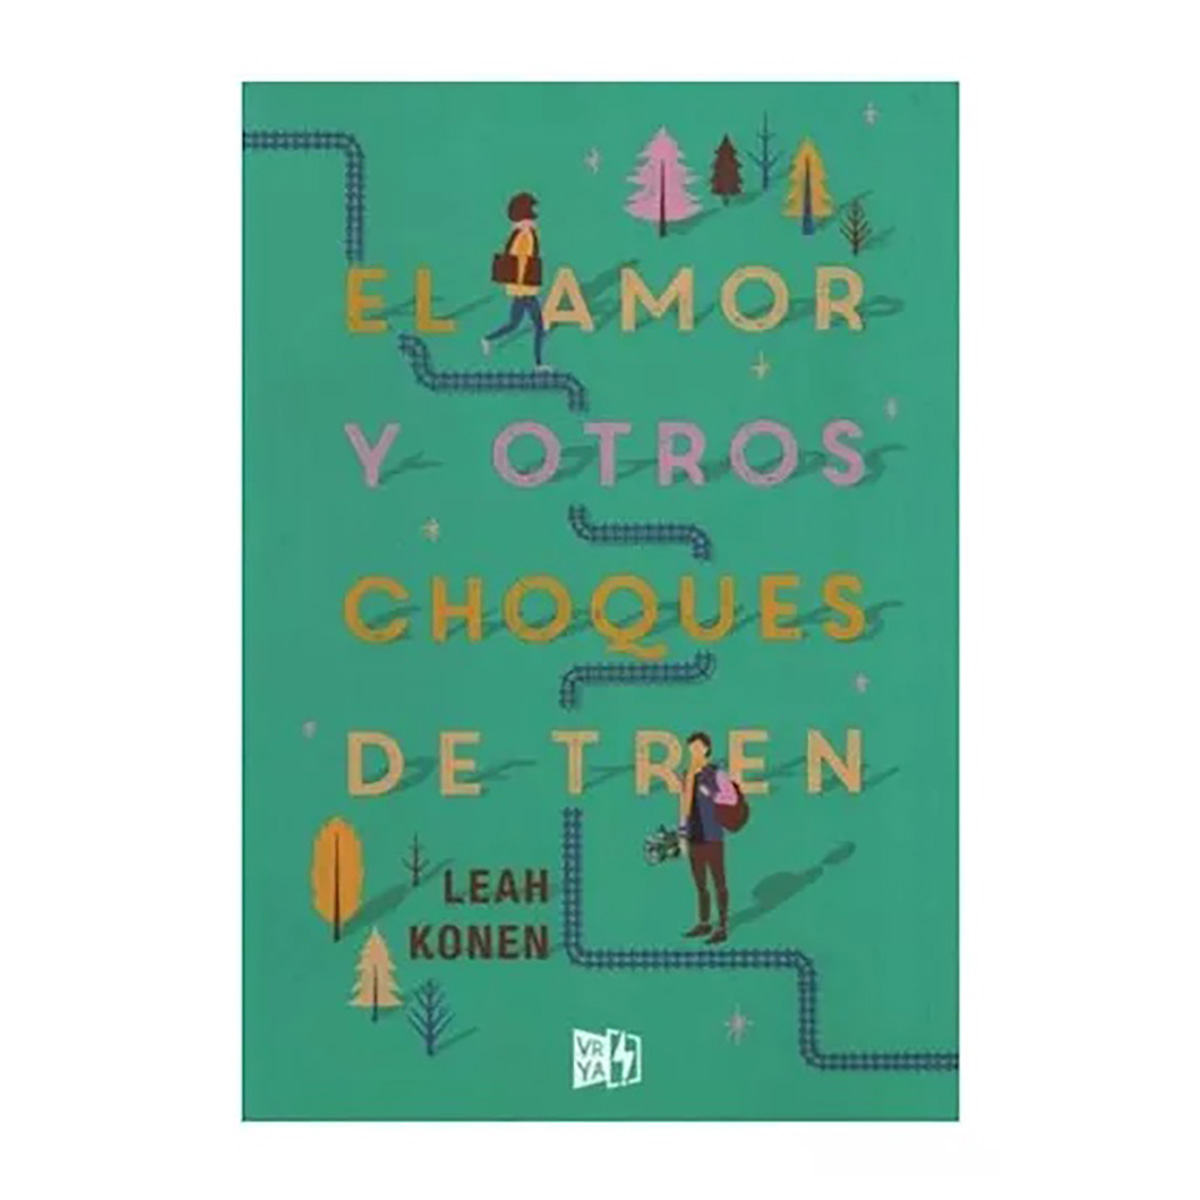 EL AMOR
Y OTROS
CHOQUES
DE TREN
LEAH
KONEN
VR
YA